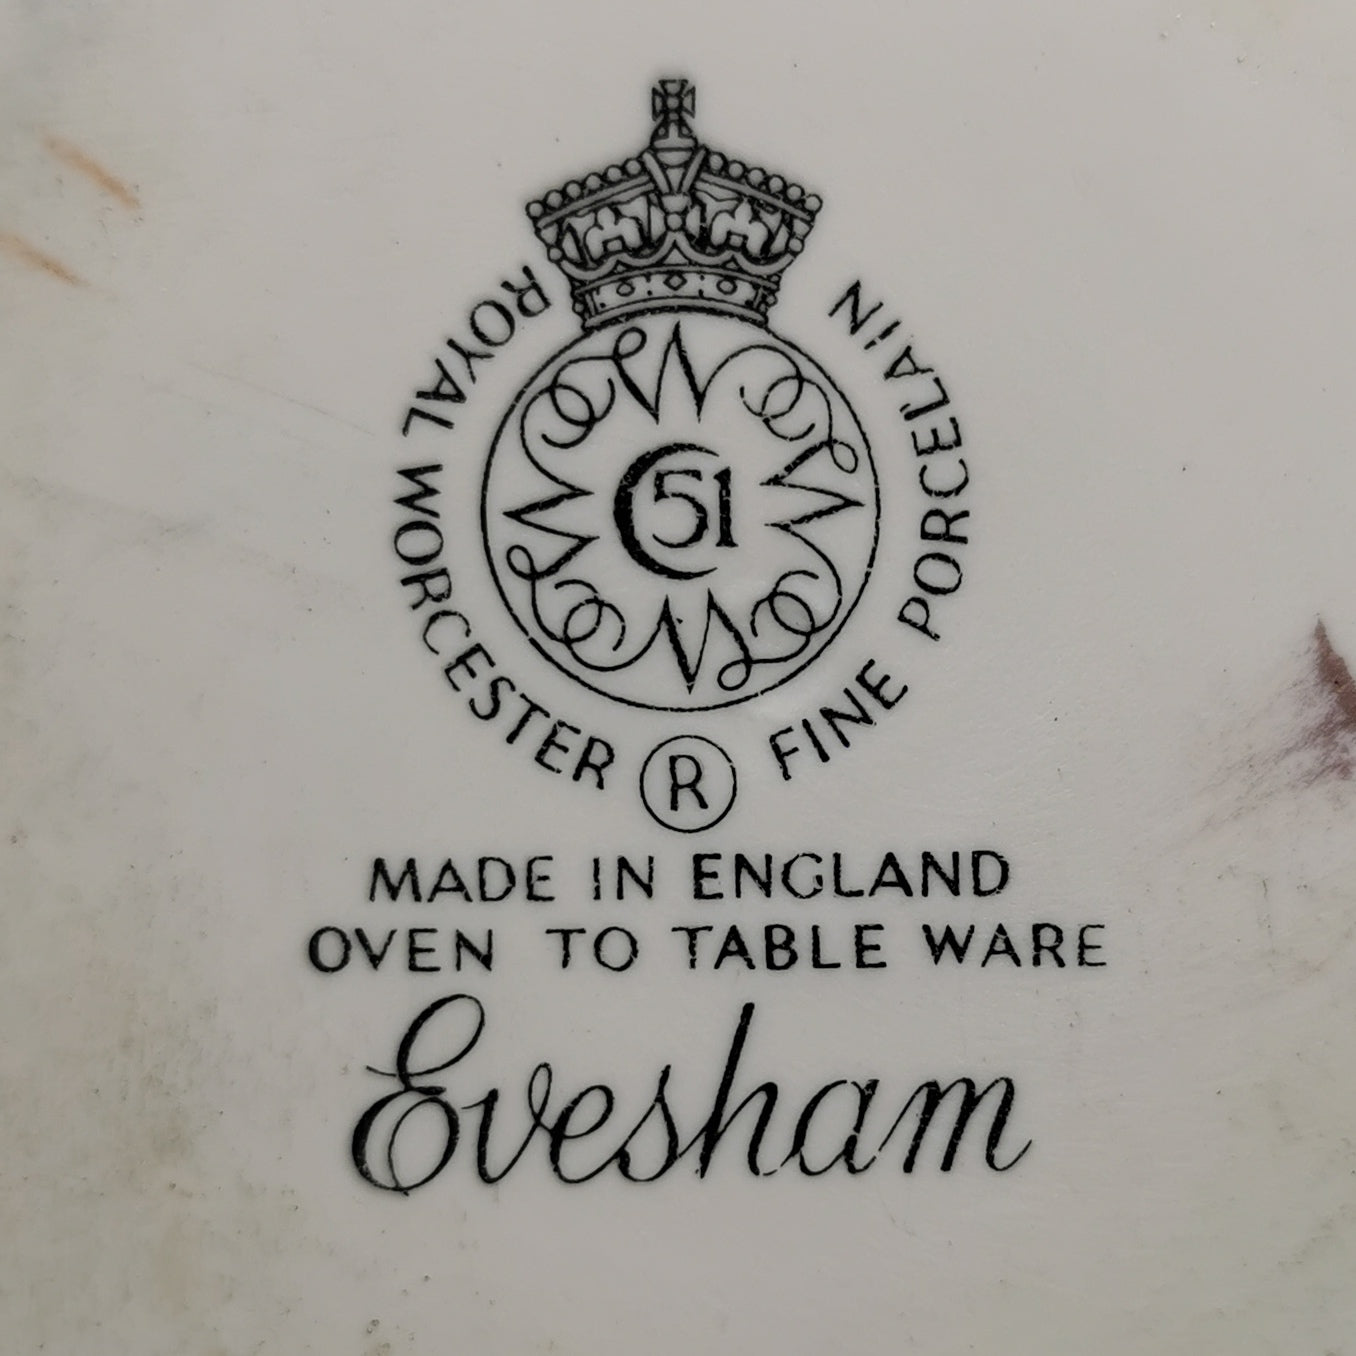 ROYAL WORCESTER ® FINE PORCELAIN
C51
MADE IN ENGLAND
OVEN TO TABLE WARE
Evesham